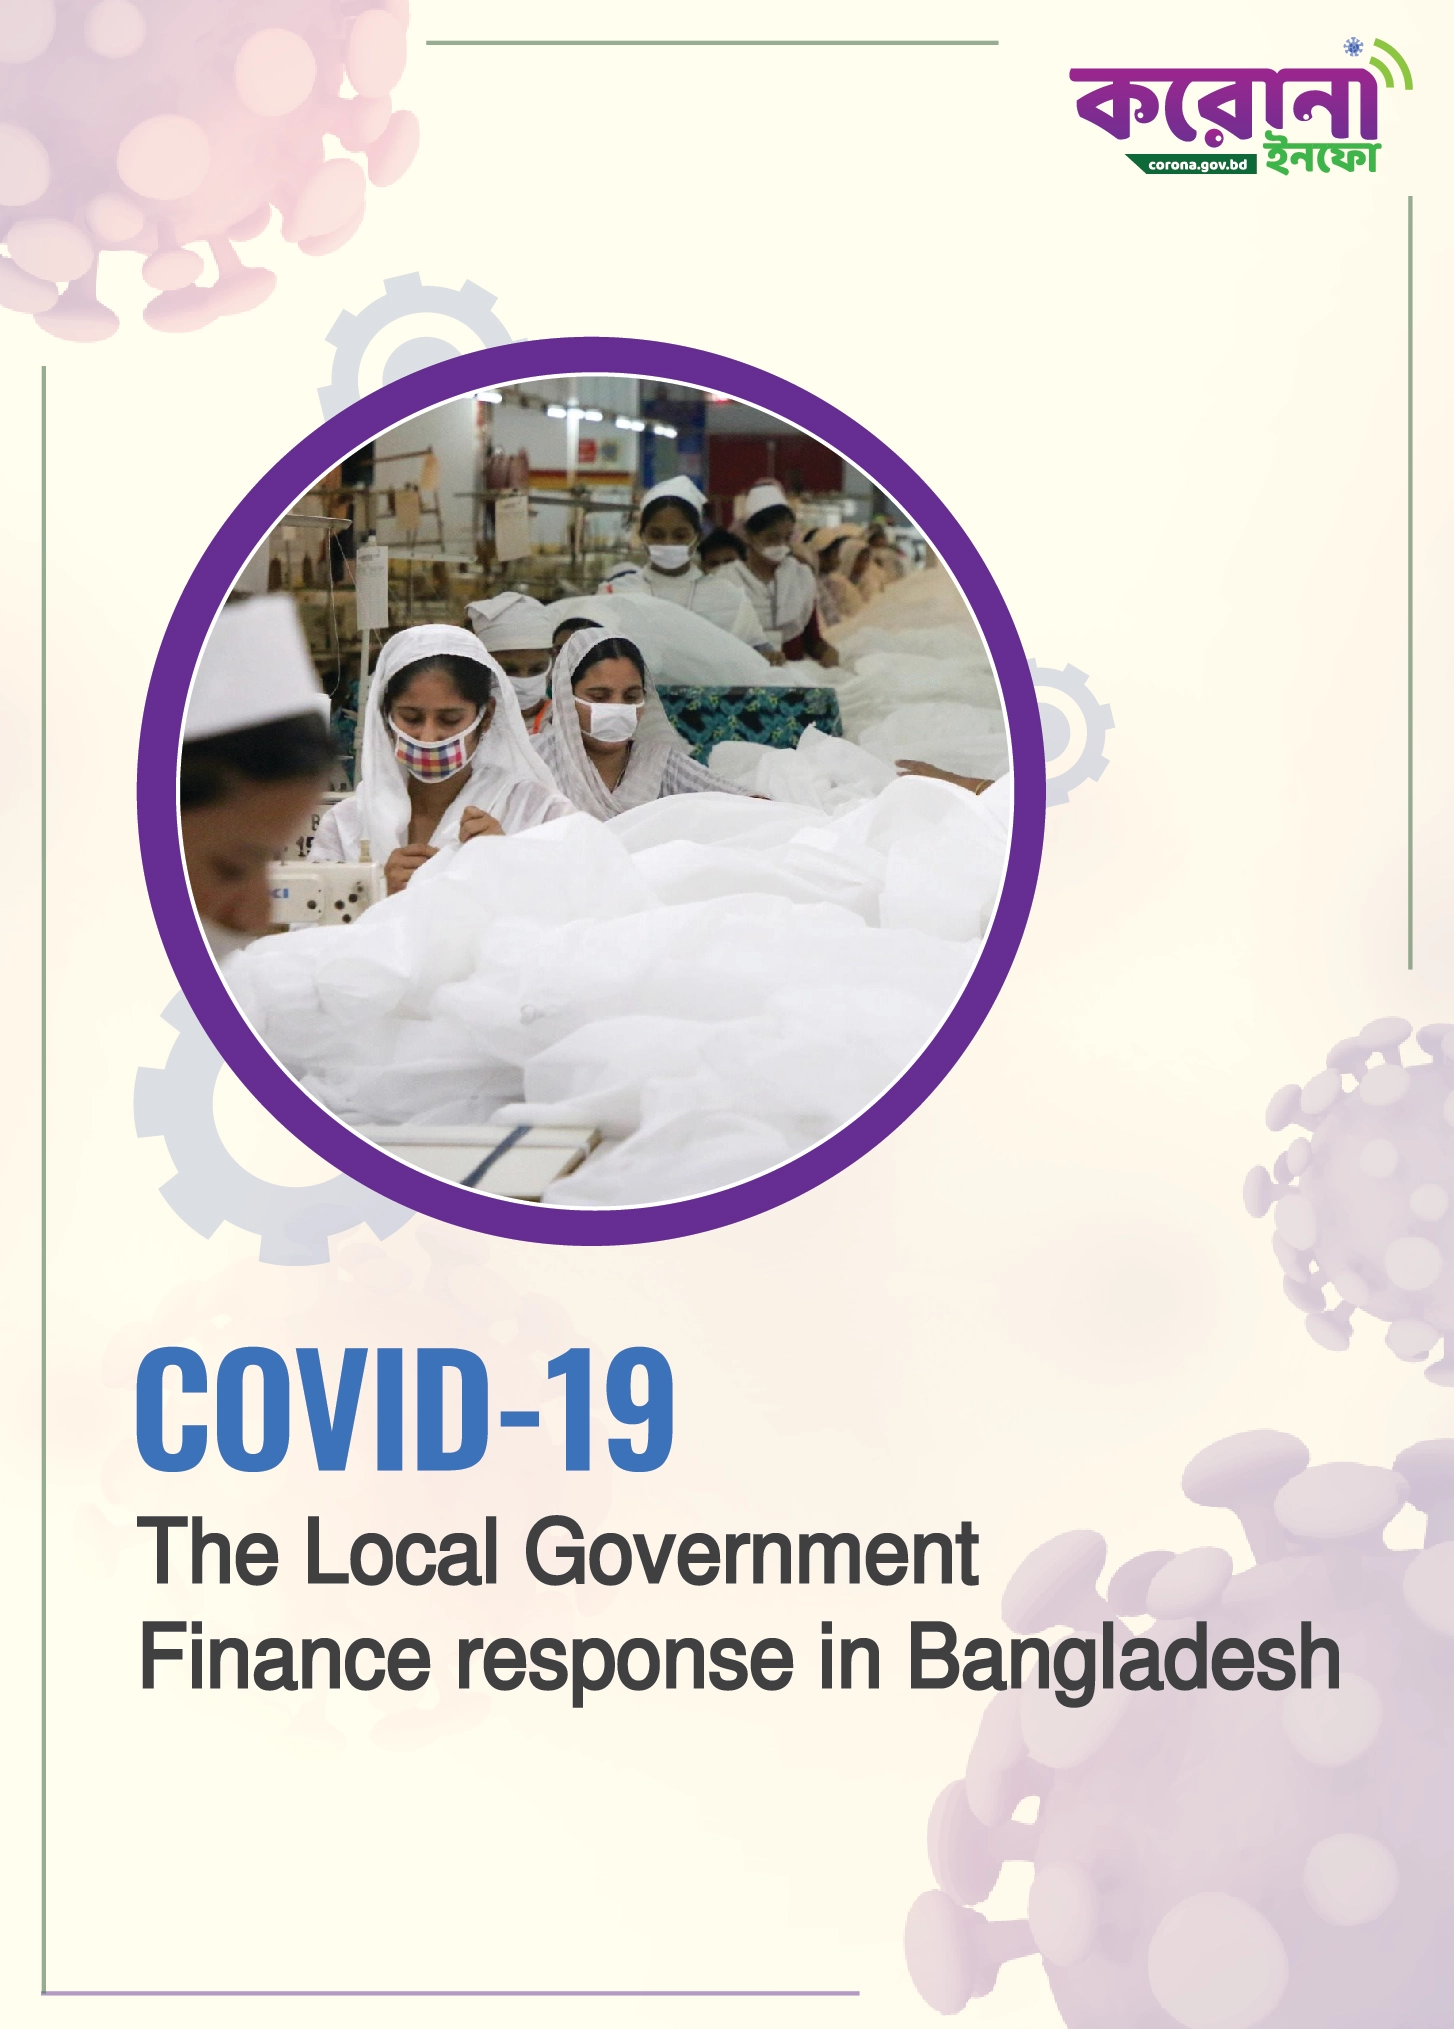 করোনা
ইনফো
corona.gov.bd
COVID-19
The Local Government
Finance response in Bangladesh